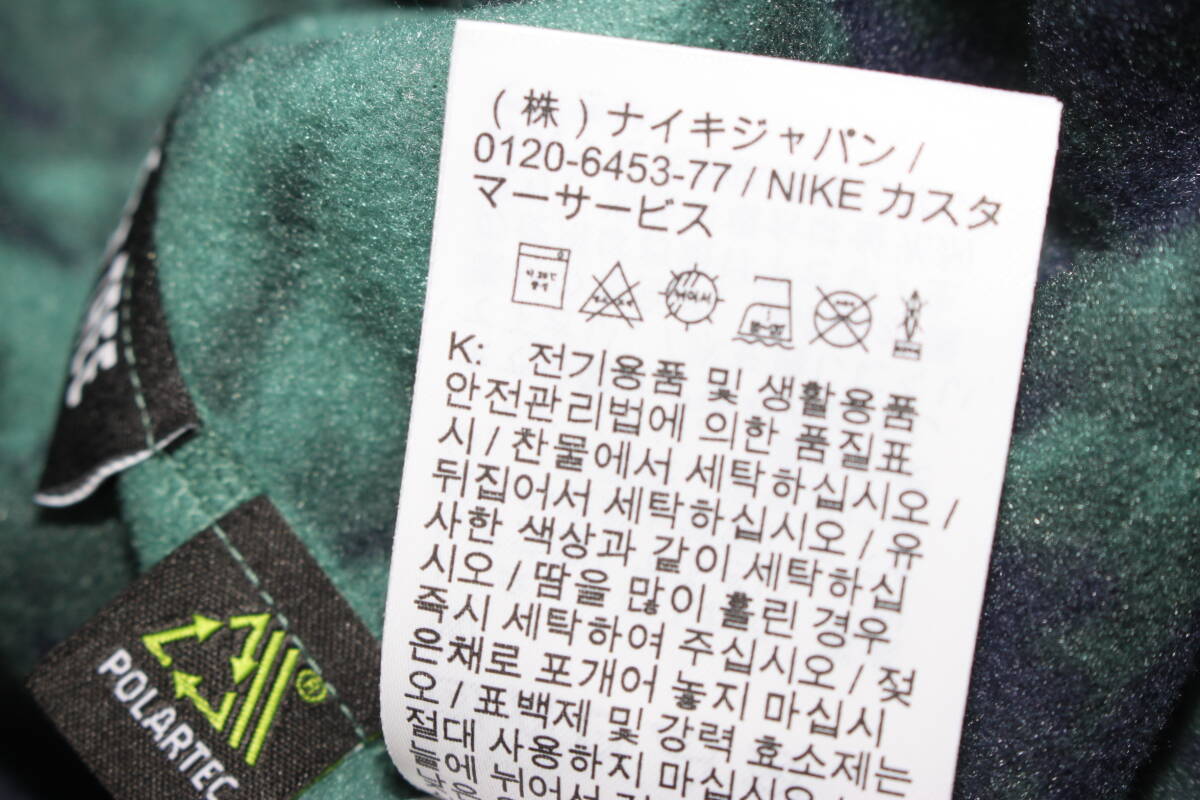 ( 株 ) ナイキジャパン /
0120-6453-77 / NIKE カスタ
マーサービス
K: 전기용품 및 생활용품
안전관리법에 의한 품질표
시 / 찬물에서 세탁하십시오 /
뒤집어서 세탁하십시오 / 유
사한 색상과 같이 세탁하십
시오 / 땀을 많이 흘린 경우
즉시 세탁하여 주십시오 / 젖
은채로 포개어 놓지 마십시
오 / 표백제 및 강력 효소제는
절대 사용하지 마십시오
늘에 뉘어서
POLARTEC
®